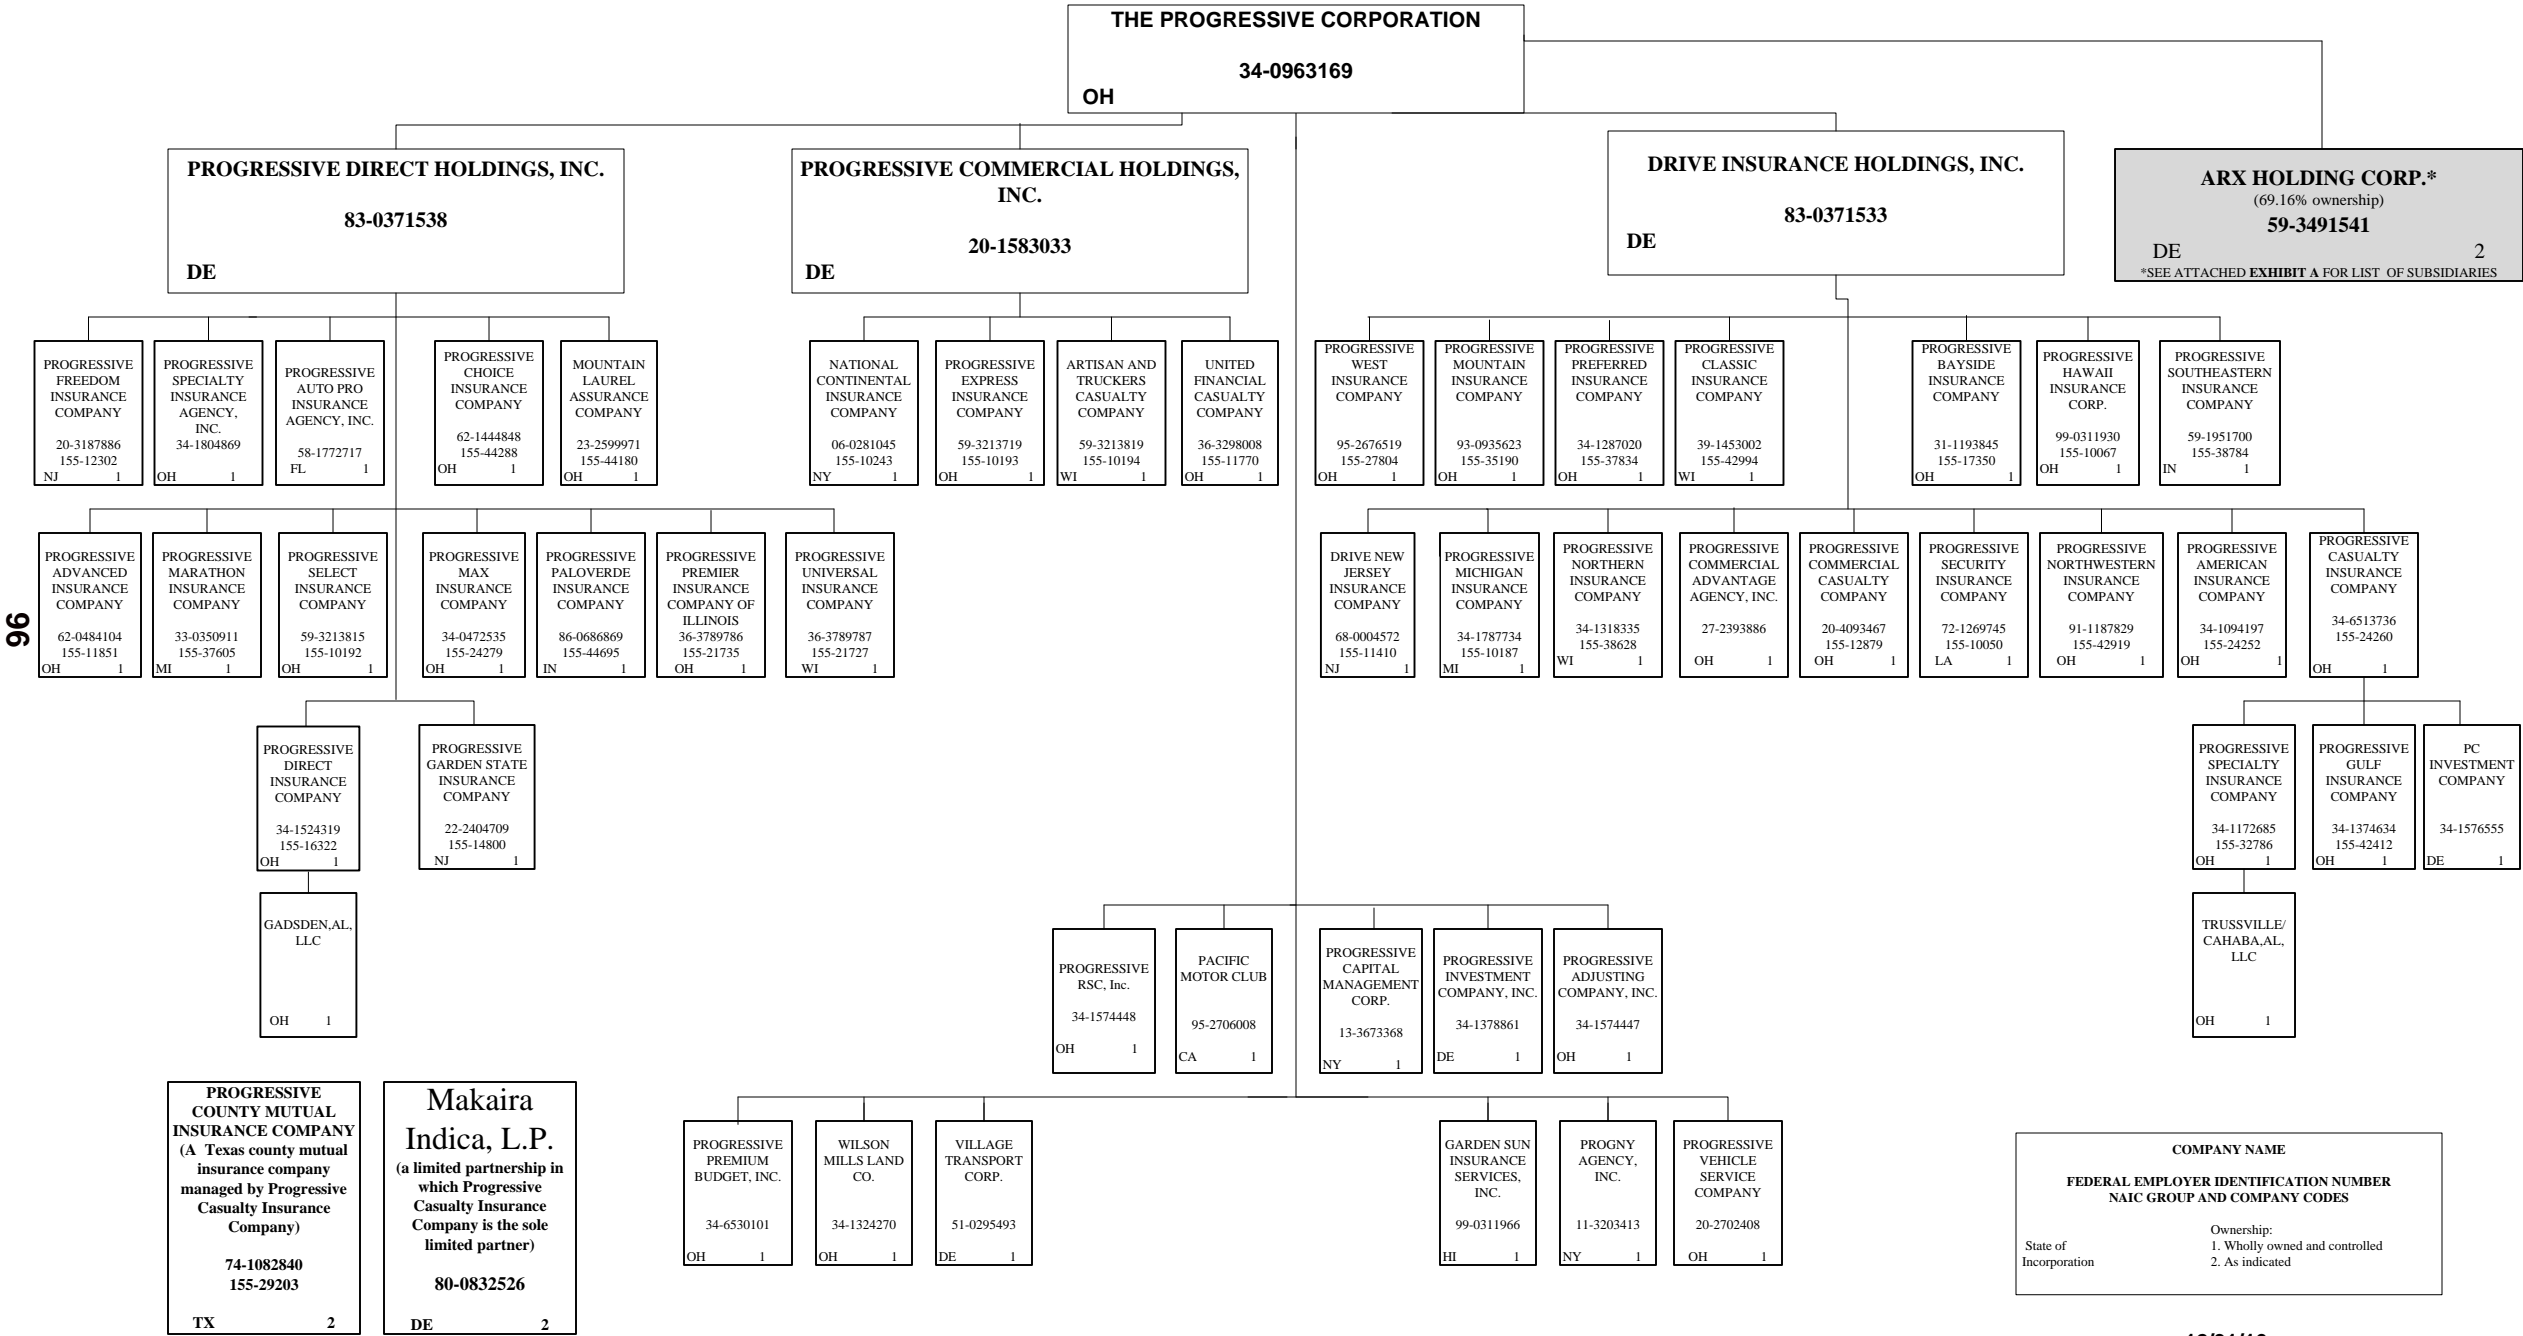 THE PROGRESSIVE CORPORATION
34-0963169
OH
PROGRESSIVE DIRECT HOLDINGS, INC.
83-0371538
DE
PROGRESSIVE COMMERCIAL HOLDINGS,
INC.
20-1583033
DE
DRIVE INSURANCE HOLDINGS, INC.
83-0371533
DE
ARX HOLDING CORP.*
(69.16% ownership)
59-3491541
DE 2
*SEE ATTACHED EXHIBIT A FOR LIST OF SUBSIDIARIES
PROGRESSIVE
FREEDOM
INSURANCE
COMPANY
20-3187886
155-12302
NJ 1
PROGRESSIVE
SPECIALTY
INSURANCE
AGENCY,
INC.
34-1804869
OH 1
PROGRESSIVE
AUTO PRO
INSURANCE
AGENCY, INC.
58-1772717
FL 1
PROGRESSIVE
CHOICE
INSURANCE
COMPANY
62-1444848
155-44288
OH 1
MOUNTAIN
LAUREL
ASSURANCE
COMPANY
23-2599971
155-44180
OH 1
NATIONAL
CONTINENTAL
INSURANCE
COMPANY
06-0281045
155-10243
NY 1
PROGRESSIVE
EXPRESS
INSURANCE
COMPANY
59-3213719
155-10193
OH 1
ARTISAN AND
TRUCKERS
CASUALTY
COMPANY
59-3213819
155-10194
WI 1
UNITED
FINANCIAL
CASUALTY
COMPANY
36-3298008
155-11770
OH 1
PROGRESSIVE
WEST
INSURANCE
COMPANY
95-2676519
155-27804
OH 1
PROGRESSIVE
MOUNTAIN
INSURANCE
COMPANY
93-0935623
155-35190
OH 1
PROGRESSIVE
PREFERRED
INSURANCE
COMPANY
34-1287020
155-37834
OH 1
PROGRESSIVE
CLASSIC
INSURANCE
COMPANY
39-1453002
155-42994
WI 1
PROGRESSIVE
BAYSIDE
INSURANCE
COMPANY
31-1193845
155-17350
OH 1
PROGRESSIVE
HAWAII
INSURANCE
CORP.
99-0311930
155-10067
OH 1
PROGRESSIVE
SOUTHEASTERN
INSURANCE
COMPANY
59-1951700
155-38784
IN 1
PROGRESSIVE
ADVANCED
INSURANCE
COMPANY
62-0484104
155-11851
OH 1
PROGRESSIVE
MARATHON
INSURANCE
COMPANY
33-0350911
155-37605
MI 1
PROGRESSIVE
SELECT
INSURANCE
COMPANY
59-3213815
155-10192
OH 1
PROGRESSIVE
MAX
INSURANCE
COMPANY
34-0472535
155-24279
OH 1
PROGRESSIVE
PALOVERDE
INSURANCE
COMPANY
86-0686869
155-44695
IN 1
PROGRESSIVE
PREMIER
INSURANCE
COMPANY OF
ILLINOIS
36-3789786
155-21735
OH 1
PROGRESSIVE
UNIVERSAL
INSURANCE
COMPANY
36-3789787
155-21727
WI 1
DRIVE NEW
JERSEY
INSURANCE
COMPANY
68-0004572
155-11410
NJ 1
PROGRESSIVE
MICHIGAN
INSURANCE
COMPANY
34-1787734
155-10187
MI 1
PROGRESSIVE
NORTHERN
INSURANCE
COMPANY
34-1318335
155-38628
WI 1
PROGRESSIVE
COMMERCIAL
ADVANTAGE
AGENCY, INC.
27-2393886
OH 1
PROGRESSIVE
COMMERCIAL
CASUALTY
COMPANY
20-4093467
155-12879
OH 1
PROGRESSIVE
SECURITY
INSURANCE
COMPANY
72-1269745
155-10050
LA 1
PROGRESSIVE
NORTHWESTERN
INSURANCE
COMPANY
91-1187829
155-42919
OH 1
PROGRESSIVE
AMERICAN
INSURANCE
COMPANY
34-1094197
155-24252
OH 1
PROGRESSIVE
CASUALTY
INSURANCE
COMPANY
34-6513736
155-24260
OH 1
96
PROGRESSIVE
DIRECT
INSURANCE
COMPANY
34-1524319
155-16322
OH 1
PROGRESSIVE
GARDEN STATE
INSURANCE
COMPANY
22-2404709
155-14800
NJ 1
PROGRESSIVE
SPECIALTY
INSURANCE
COMPANY
34-1172685
155-32786
OH 1
PROGRESSIVE
GULF
INSURANCE
COMPANY
34-1374634
155-42412
OH 1
PC
INVESTMENT
COMPANY
34-1576555
DE 1
GADSDEN,AL,
LLC
OH 1
TRUSSVILLE/
CAHABA,AL,
LLC
OH 1
PROGRESSIVE
RSC, Inc.
34-1574448
OH 1
PACIFIC
MOTOR CLUB
95-2706008
CA 1
PROGRESSIVE
CAPITAL
MANAGEMENT
CORP.
13-3673368
NY 1
PROGRESSIVE
INVESTMENT
COMPANY, INC.
34-1378861
DE 1
PROGRESSIVE
ADJUSTING
COMPANY, INC.
34-1574447
OH 1
PROGRESSIVE
COUNTY MUTUAL
INSURANCE COMPANY
(A Texas county mutual
insurance company
managed by Progressive
Casualty Insurance
Company)
74-1082840
155-29203
TX 2
Makaira
Indica, L.P.
(a limited partnership in
which Progressive
Casualty Insurance
Company is the sole
limited partner)
80-0832526
DE 2
PROGRESSIVE
PREMIUM
BUDGET, INC.
34-6530101
OH 1
WILSON
MILLS LAND
CO.
34-1324270
OH 1
VILLAGE
TRANSPORT
CORP.
51-0295493
DE 1
GARDEN SUN
INSURANCE
SERVICES,
INC.
99-0311966
HI 1
PROGNY
AGENCY,
INC.
11-3203413
NY 1
PROGRESSIVE
VEHICLE
SERVICE
COMPANY
20-2702408
OH 1
COMPANY NAME
FEDERAL EMPLOYER IDENTIFICATION NUMBER
NAIC GROUP AND COMPANY CODES
Ownership:
State of 1. Wholly owned and controlled
Incorporation 2. As indicated